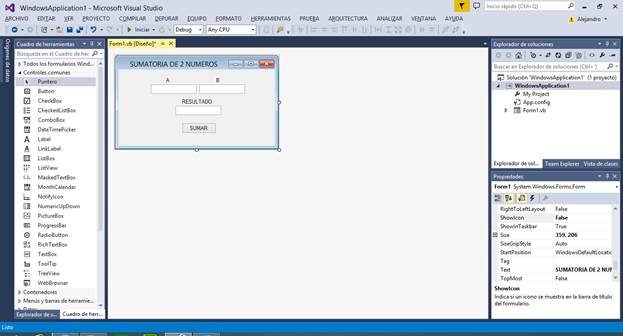 WindowsApplication1 - Microsoft Visual Studio
Inicio rápido (Ctrl+)
ARCHIVO EDITAR VER PROYECTO COMPILAR DEPURAR EQUIPO FORMATO HERRAMIENTAS PRUEBA ARQUITECTURA ANALIZAR VENTANA AYUDA
Alejandro
Iniciar Debug Any CPU
Orígenes de datos
Cuadro de herramientas
Buscar en el Cuadro de her
Todos los formularios Windows
Controles comunes
Puntero
Button
CheckBox
CheckedListBox
ComboBox
DateTimePicker
Label
LinkLabel
ListBox
ListView
MaskedTextBox
MonthCalendar
NotifyIcon
NumericUpDown
PictureBox
ProgressBar
RadioButton
RichTextBox
TextBox
ToolTip
TreeView
WebBrowser
Contenedores
Menús y barras de herramie...
Explorador de s... Cuadro de her...
Form1.vb [Diseño]*
SUMATORIA DE 2 NUMEROS
A B
RESULTADO
SUMAR
Explorador de soluciones
Buscar en Explorador de soluciones (Ctrl+')
Solución 'WindowsApplication1' (1 proyecto)
WindowsApplication1
My Project
App.config
Form1.vb
Explorador de sol... Team Explorer Vista de clases
Propiedades
Form1 System.Windows.Forms.Form
RightToLeftLayout False
ShowIcon False
ShowInTaskbar True
Size 359, 206
SizeGripStyle Auto
StartPosition WindowsDefaultLocatio
Tag
Text SUMATORIA DE 2 NUM
TopMost False
ShowIcon
Indica si un icono se muestra en la barra de título del formulario.
Listo